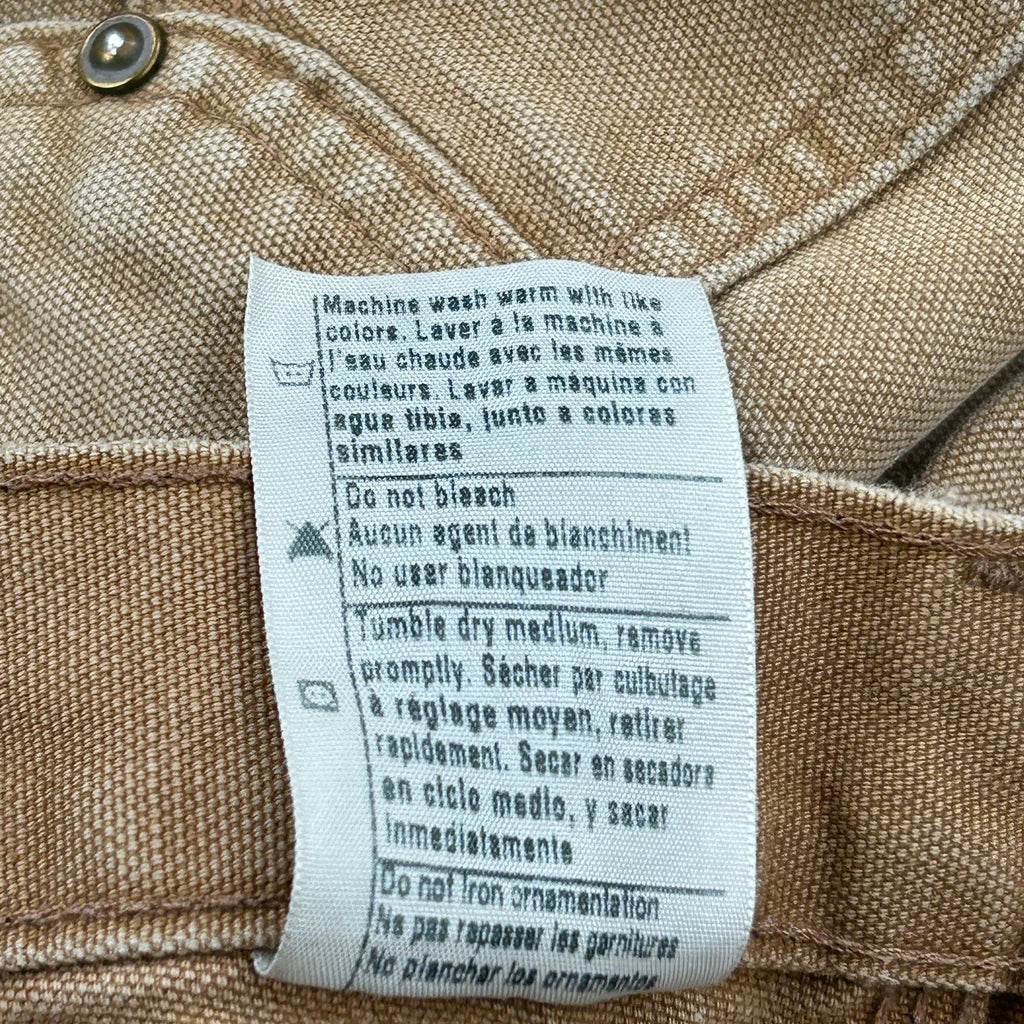 Machine wash warm with like
colors. Laver à la machine à
l'eau chaude avec les mêmes
couleurs. Lavar a máquina con
agua tibia, junto a colores
similares
Do not bleach
Aucun agent de blanchiment
No usar blanqueador
Tumble dry medium, remove
promptly. Sécher par culbutage
à réglage moyen, retirer
rapidement. Secar en secadora
en ciclo medio, y sacar
inmediatamente
Do not iron ornamentation
Ne pas repasser les garnitures
No planchar los ornamentos